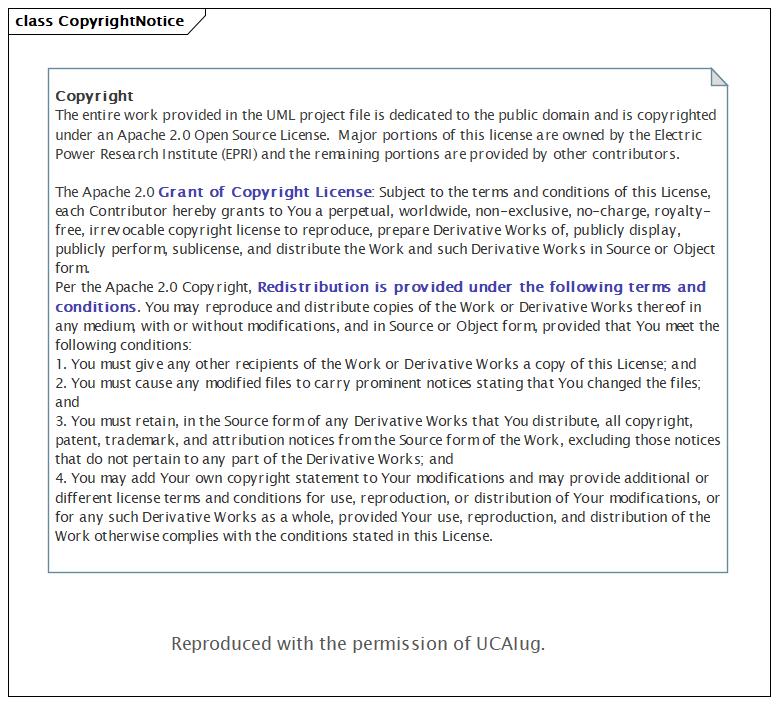 class CopyrightNotice
Copyright
The entire work provided in the UML project file is dedicated to the public domain and is copyrighted
under an Apache 2.0 Open Source License.  Major portions of this license are owned by the Electric
Power Research Institute (EPRI) and the remaining portions are provided by other contributors.
The Apache 2.0 Grant of Copyright License: Subject to the terms and conditions of this License,
each Contributor hereby grants to You a perpetual, worldwide, non-exclusive, no-charge, royalty-
free, irrevocable copyright license to reproduce, prepare Derivative Works of, publicly display,
publicly perform, sublicense, and distribute the Work and such Derivative Works in Source or Object
form.
Per the Apache 2.0 Copyright, Redistribution is provided under the following terms and
conditions. You may reproduce and distribute copies of the Work or Derivative Works thereof in
any medium, with or without modifications, and in Source or Object form, provided that You meet the
following conditions:
1. You must give any other recipients of the Work or Derivative Works a copy of this License; and
2. You must cause any modified files to carry prominent notices stating that You changed the files;
and
3. You must retain, in the Source form of any Derivative Works that You distribute, all copyright,
patent, trademark, and attribution notices from the Source form of the Work, excluding those notices
that do not pertain to any part of the Derivative Works; and
4. You may add Your own copyright statement to Your modifications and may provide additional or
different license terms and conditions for use, reproduction, or distribution of Your modifications, or
for any such Derivative Works as a whole, provided Your use, reproduction, and distribution of the
Work otherwise complies with the conditions stated in this License.
Reproduced with the permission of UCAIug.